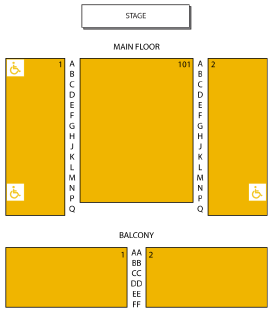 STAGE
MAIN FLOOR
1 A 101 A 2
B B
C C
D D
E E
F F
G G
H H
J J
K K
L L
M M
N N
P P
Q Q
BALCONY
1 AA 2
BB
CC
DD
EE
FF